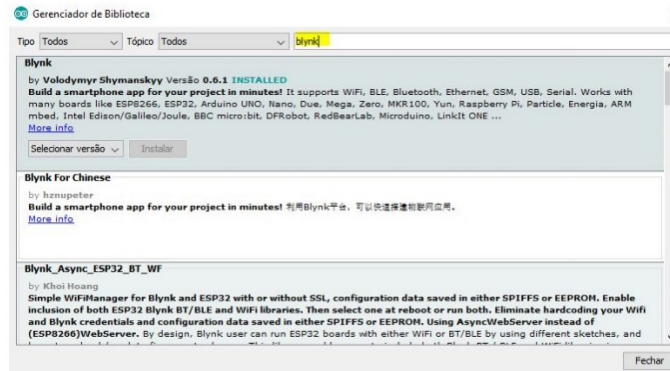 Gerenciador de Biblioteca
Tipo Todos Tópico Todos blynk
Blynk
by Volodymyr Shymanskyy Versão 0.6.1 INSTALLED
Build a smartphone app for your project in minutes! It supports WiFi, BLE, Bluetooth, Ethernet, GSM, USB, Serial. Works with
many boards like ESP8266, ESP32, Arduino UNO, Nano, Due, Mega, Zero, MKR100, Yun, Raspberry Pi, Particle, Energia, ARM
mbed, Intel Edison/Galileo/Joule, BBC micro:bit, DFRobot, RedBearLab, Microduino, LinkIt ONE ...
More info
Selecionar versão Instalar
Blynk For Chinese
by hznupeter
Build a smartphone app for your project in minutes! 利用Blynk平台，可以快速搭建物联网应用。
More info
Blynk_Async_ESP32_BT_WF
by Khoi Hoang
Simple WiFiManager for Blynk and ESP32 with or without SSL, configuration data saved in either SPIFFS or EEPROM. Enable
inclusion of both ESP32 Blynk BT/BLE and WiFi libraries. Then select one at reboot or run both. Eliminate hardcoding your Wifi
and Blynk credentials and configuration data saved in either SPIFFS or EEPROM. Using AsyncWebServer instead of
(ESP8266)WebServer. By design, Blynk user can run ESP32 boards with either WiFi or BT/BLE by using different sketches, and
Fechar